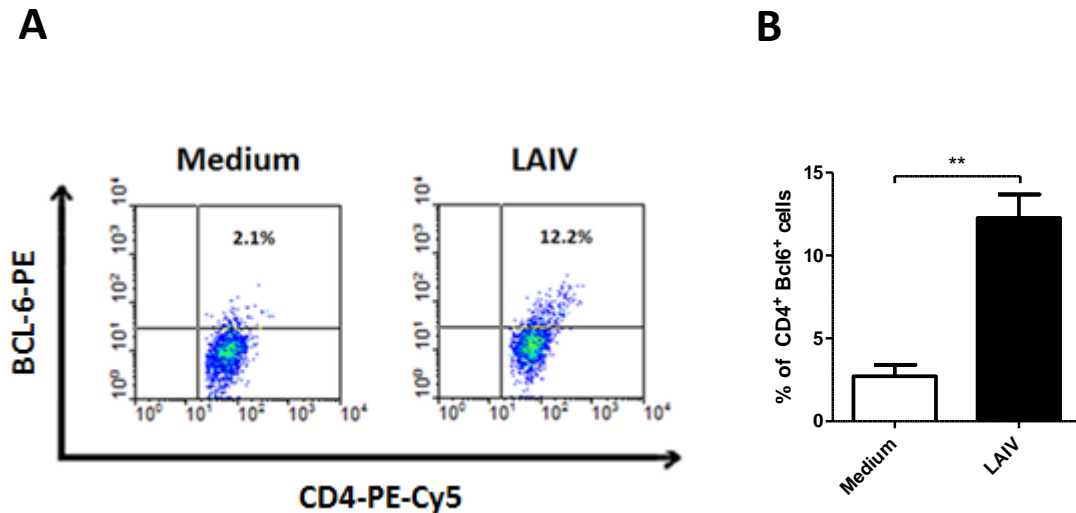 A
B
Medium
LAIV
BCL-6-PE
10⁴
10³
10²
10¹
10⁰
2.1%
10⁰ 10¹ 10² 10³ 10⁴
10⁴
10³
10²
10¹
10⁰
12.2%
10⁰ 10¹ 10² 10³ 10⁴
CD4-PE-Cy5
% of CD4⁺ Bcl6⁺ cells
**
15
10
5
0
Medium
LAIV